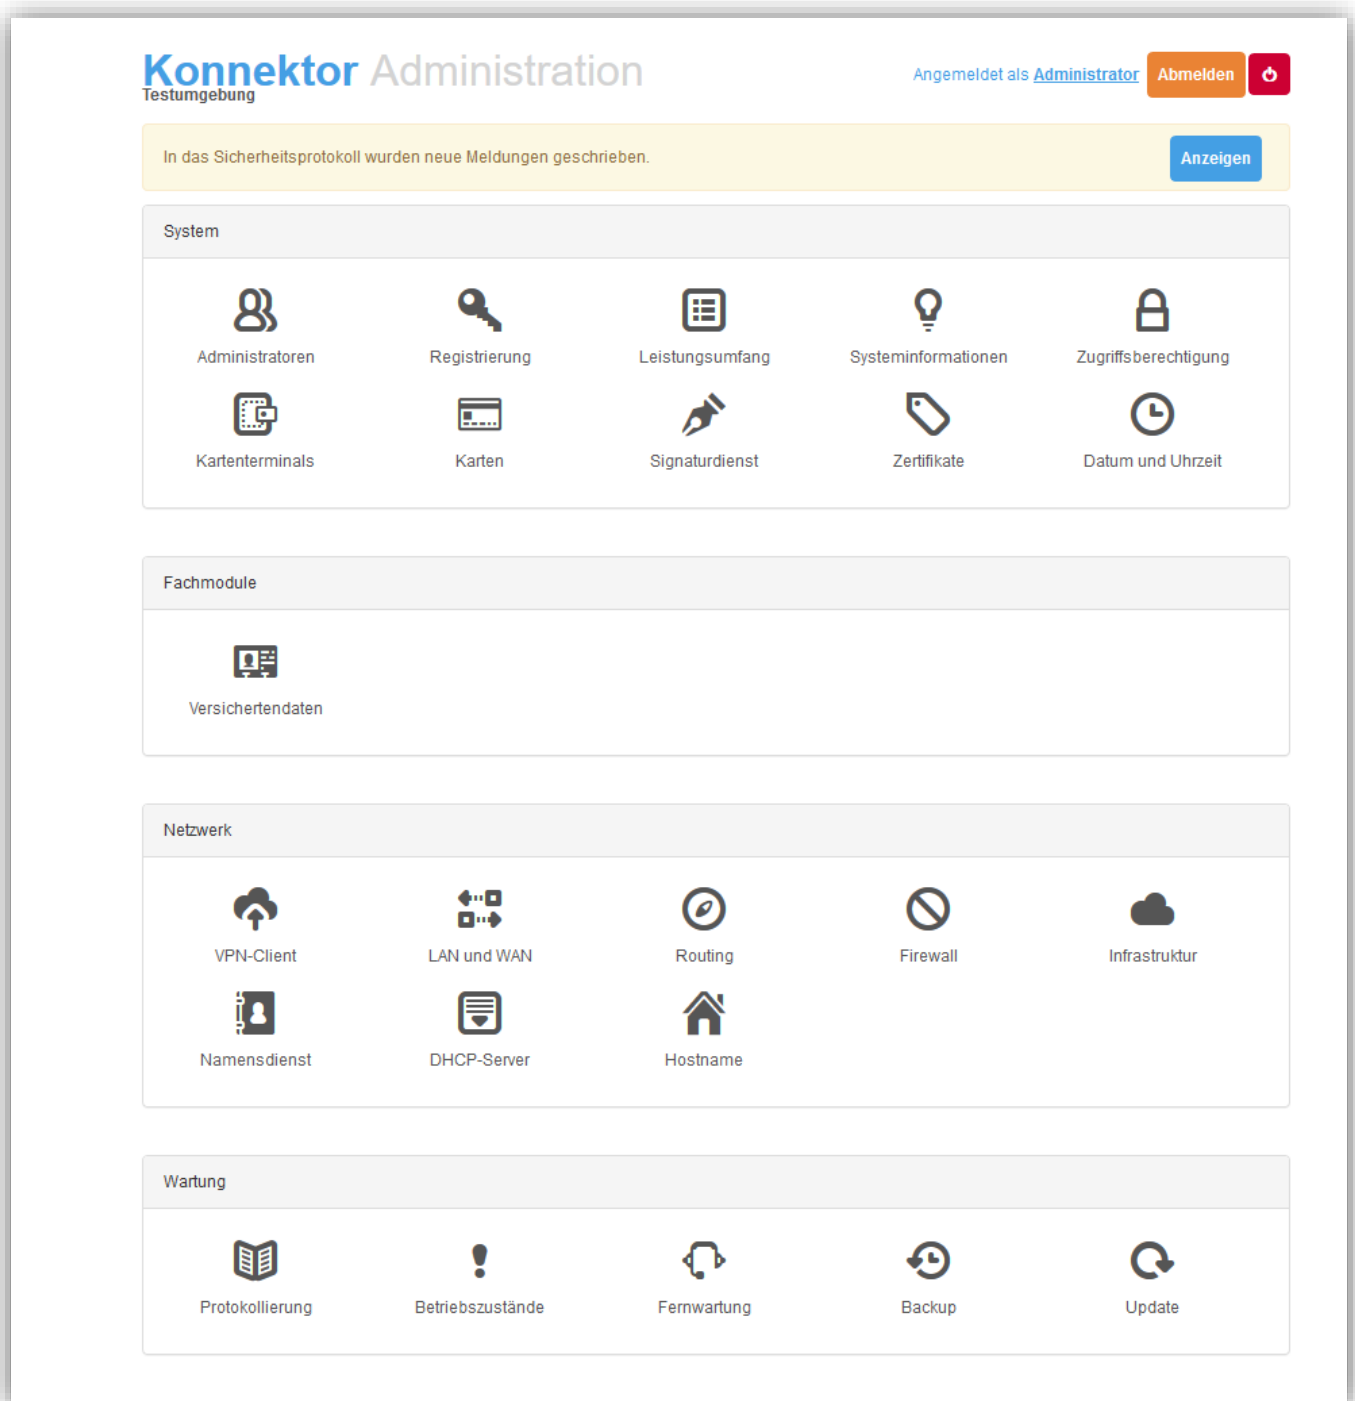 Konnektor Administration
Testumgebung
Angemeldet als Administrator Abmelden
In das Sicherheitsprotokoll wurden neue Meldungen geschrieben. Anzeigen
System
Administratoren Registrierung Leistungsumfang Systeminformationen Zugriffsberechtigung
Kartenterminals Karten Signaturdienst Zertifikate Datum und Uhrzeit
Fachmodule
Versichertendaten
Netzwerk
VPN-Client LAN und WAN Routing Firewall Infrastruktur
Namensdienst DHCP-Server Hostname
Wartung
Protokollierung Betriebszustände Fernwartung Backup Update